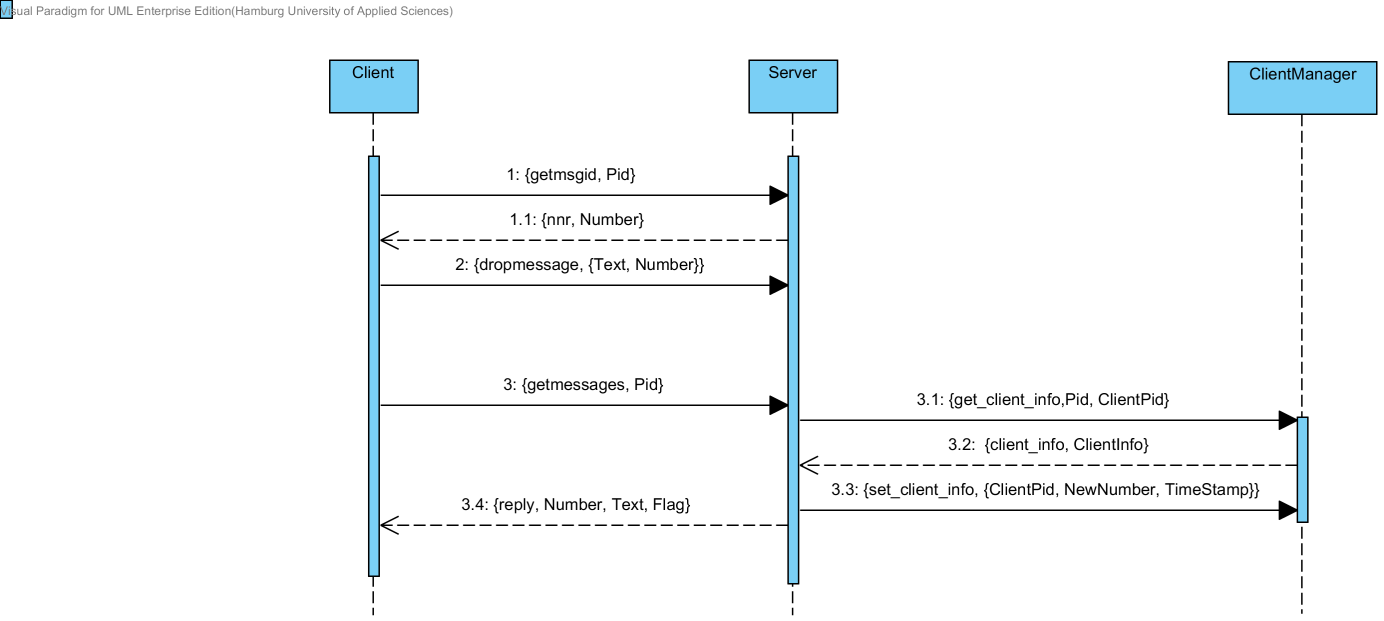 Visual Paradigm for UML Enterprise Edition(Hamburg University of Applied Sciences)
Client
Server
ClientManager
1: {getmsgid, Pid}
1.1: {nnr, Number}
2: {dropmessage, {Text, Number}}
3: {getmessages, Pid}
3.1: {get_client_info,Pid, ClientPid}
3.2:  {client_info, ClientInfo}
3.3: {set_client_info, {ClientPid, NewNumber, TimeStamp}}
3.4: {reply, Number, Text, Flag}